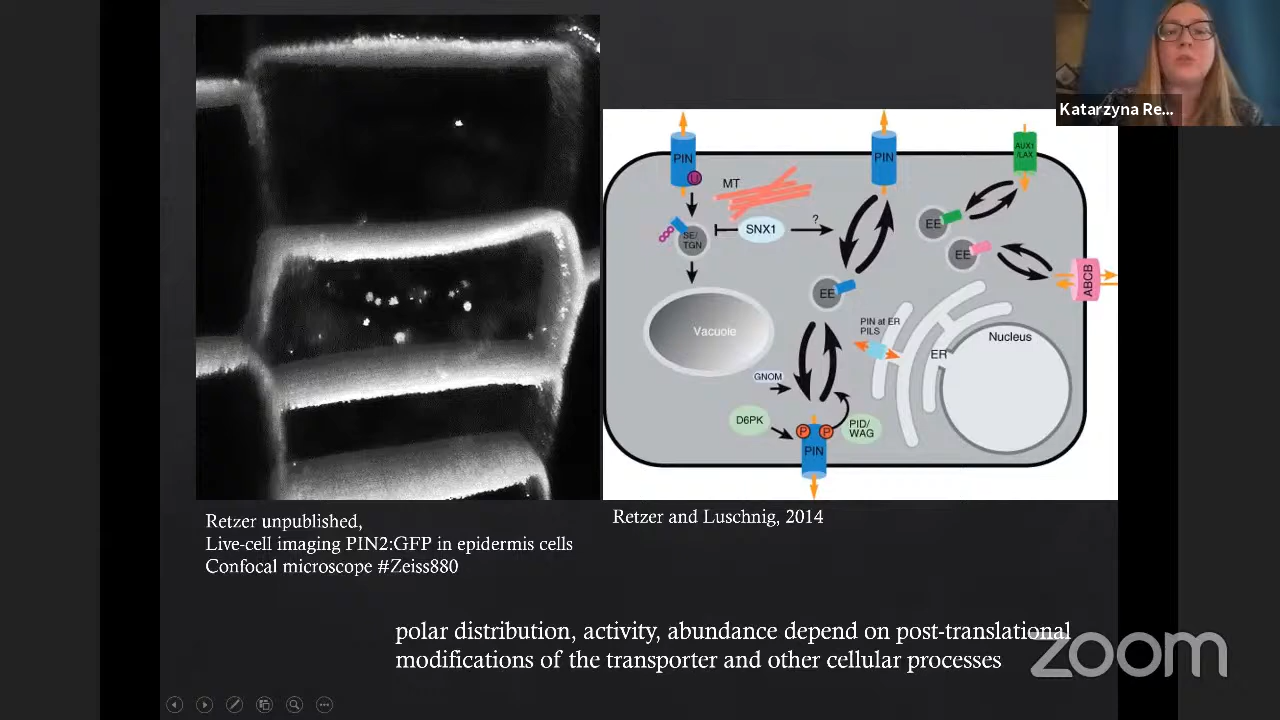 Katarzyna Re...
PIN
PIN
AUX1
/LAX
MT
SNX1
?
SE/
TGN
EE
EE
EE
ABCB
Vacuole
PIN at ER
PILS
ER
Nucleus
GNOM
D6PK
P
P
PID/
WAG
PIN
Retzer unpublished,
Live-cell imaging PIN2:GFP in epidermis cells
Confocal microscope #Zeiss880
Retzer and Luschnig, 2014
polar distribution, activity, abundance depend on post-translational
modifications of the transporter and other cellular processes
zoom